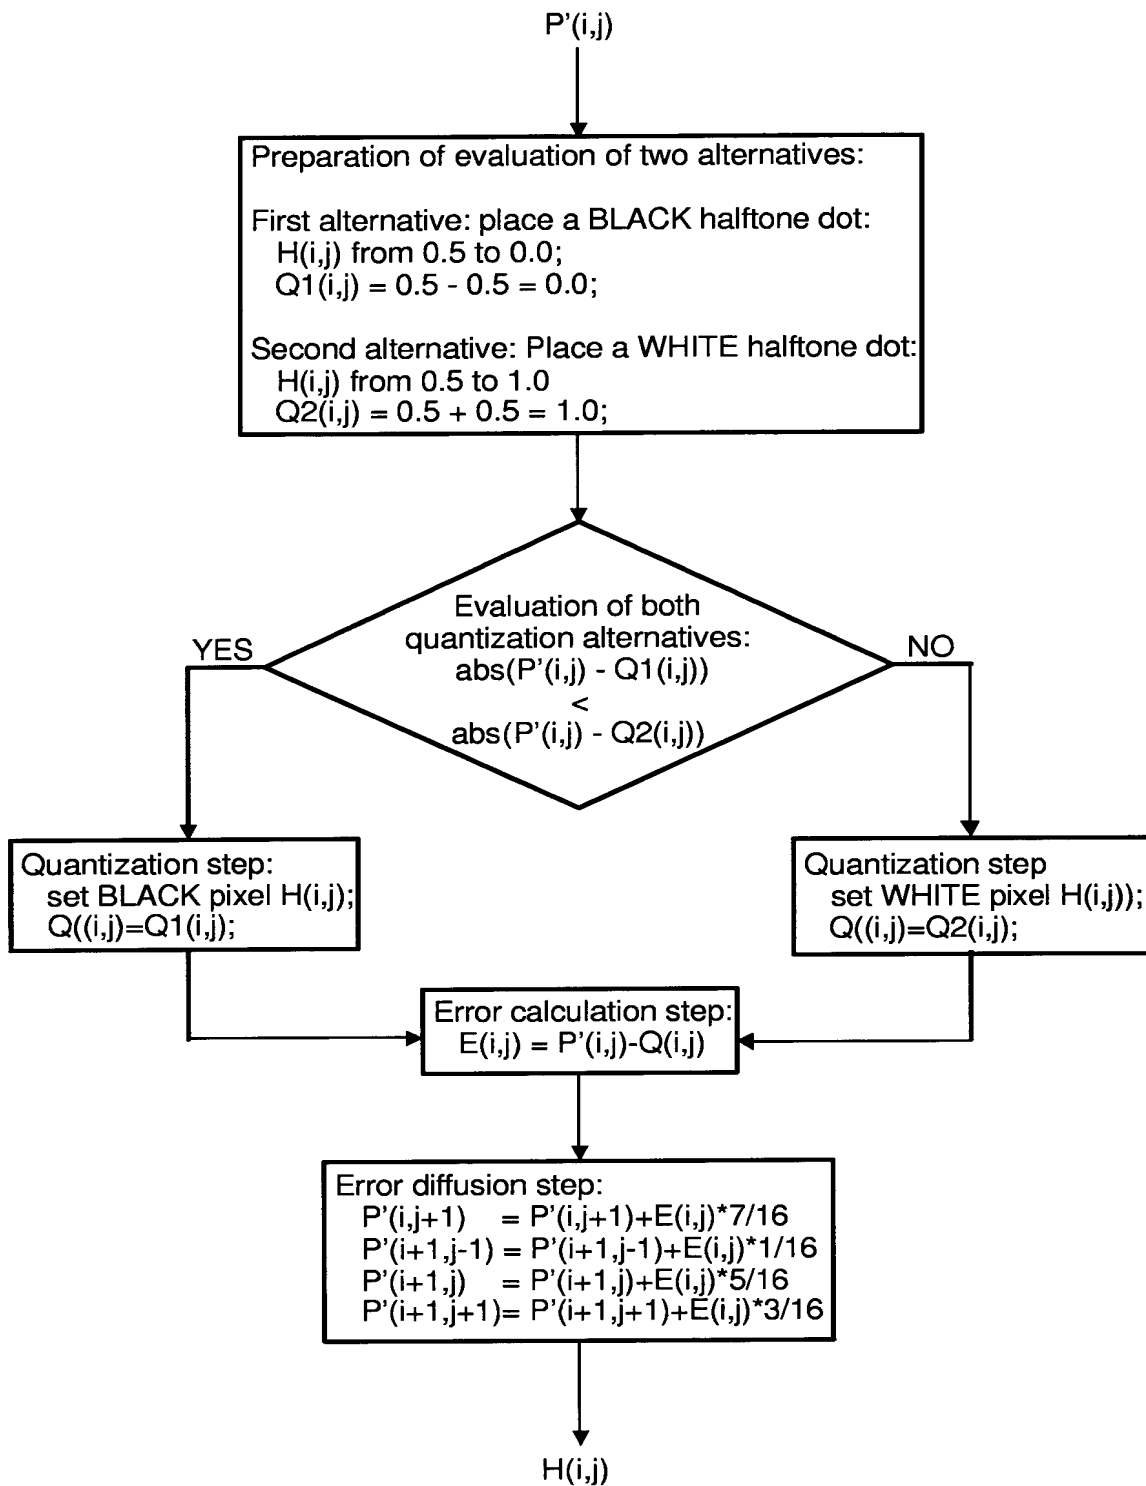 P'(i,j)
Preparation of evaluation of two alternatives:
First alternative: place a BLACK halftone dot:
H(i,j) from 0.5 to 0.0;
Q1(i,j) = 0.5 - 0.5 = 0.0;
Second alternative: Place a WHITE halftone dot:
H(i,j) from 0.5 to 1.0
Q2(i,j) = 0.5 + 0.5 = 1.0;
Evaluation of both
quantization alternatives:
abs(P'(i,j) - Q1(i,j))
<
abs(P'(i,j) - Q2(i,j))
YES
NO
Quantization step:
set BLACK pixel H(i,j);
Q((i,j)=Q1(i,j);
Quantization step
set WHITE pixel H(i,j));
Q((i,j)=Q2(i,j);
Error calculation step:
E(i,j) = P'(i,j)-Q(i,j)
Error diffusion step:
P'(i,j+1) = P'(i,j+1)+E(i,j)*7/16
P'(i+1,j-1) = P'(i+1,j-1)+E(i,j)*1/16
P'(i+1,j) = P'(i+1,j)+E(i,j)*5/16
P'(i+1,j+1)= P'(i+1,j+1)+E(i,j)*3/16
H(i,j)